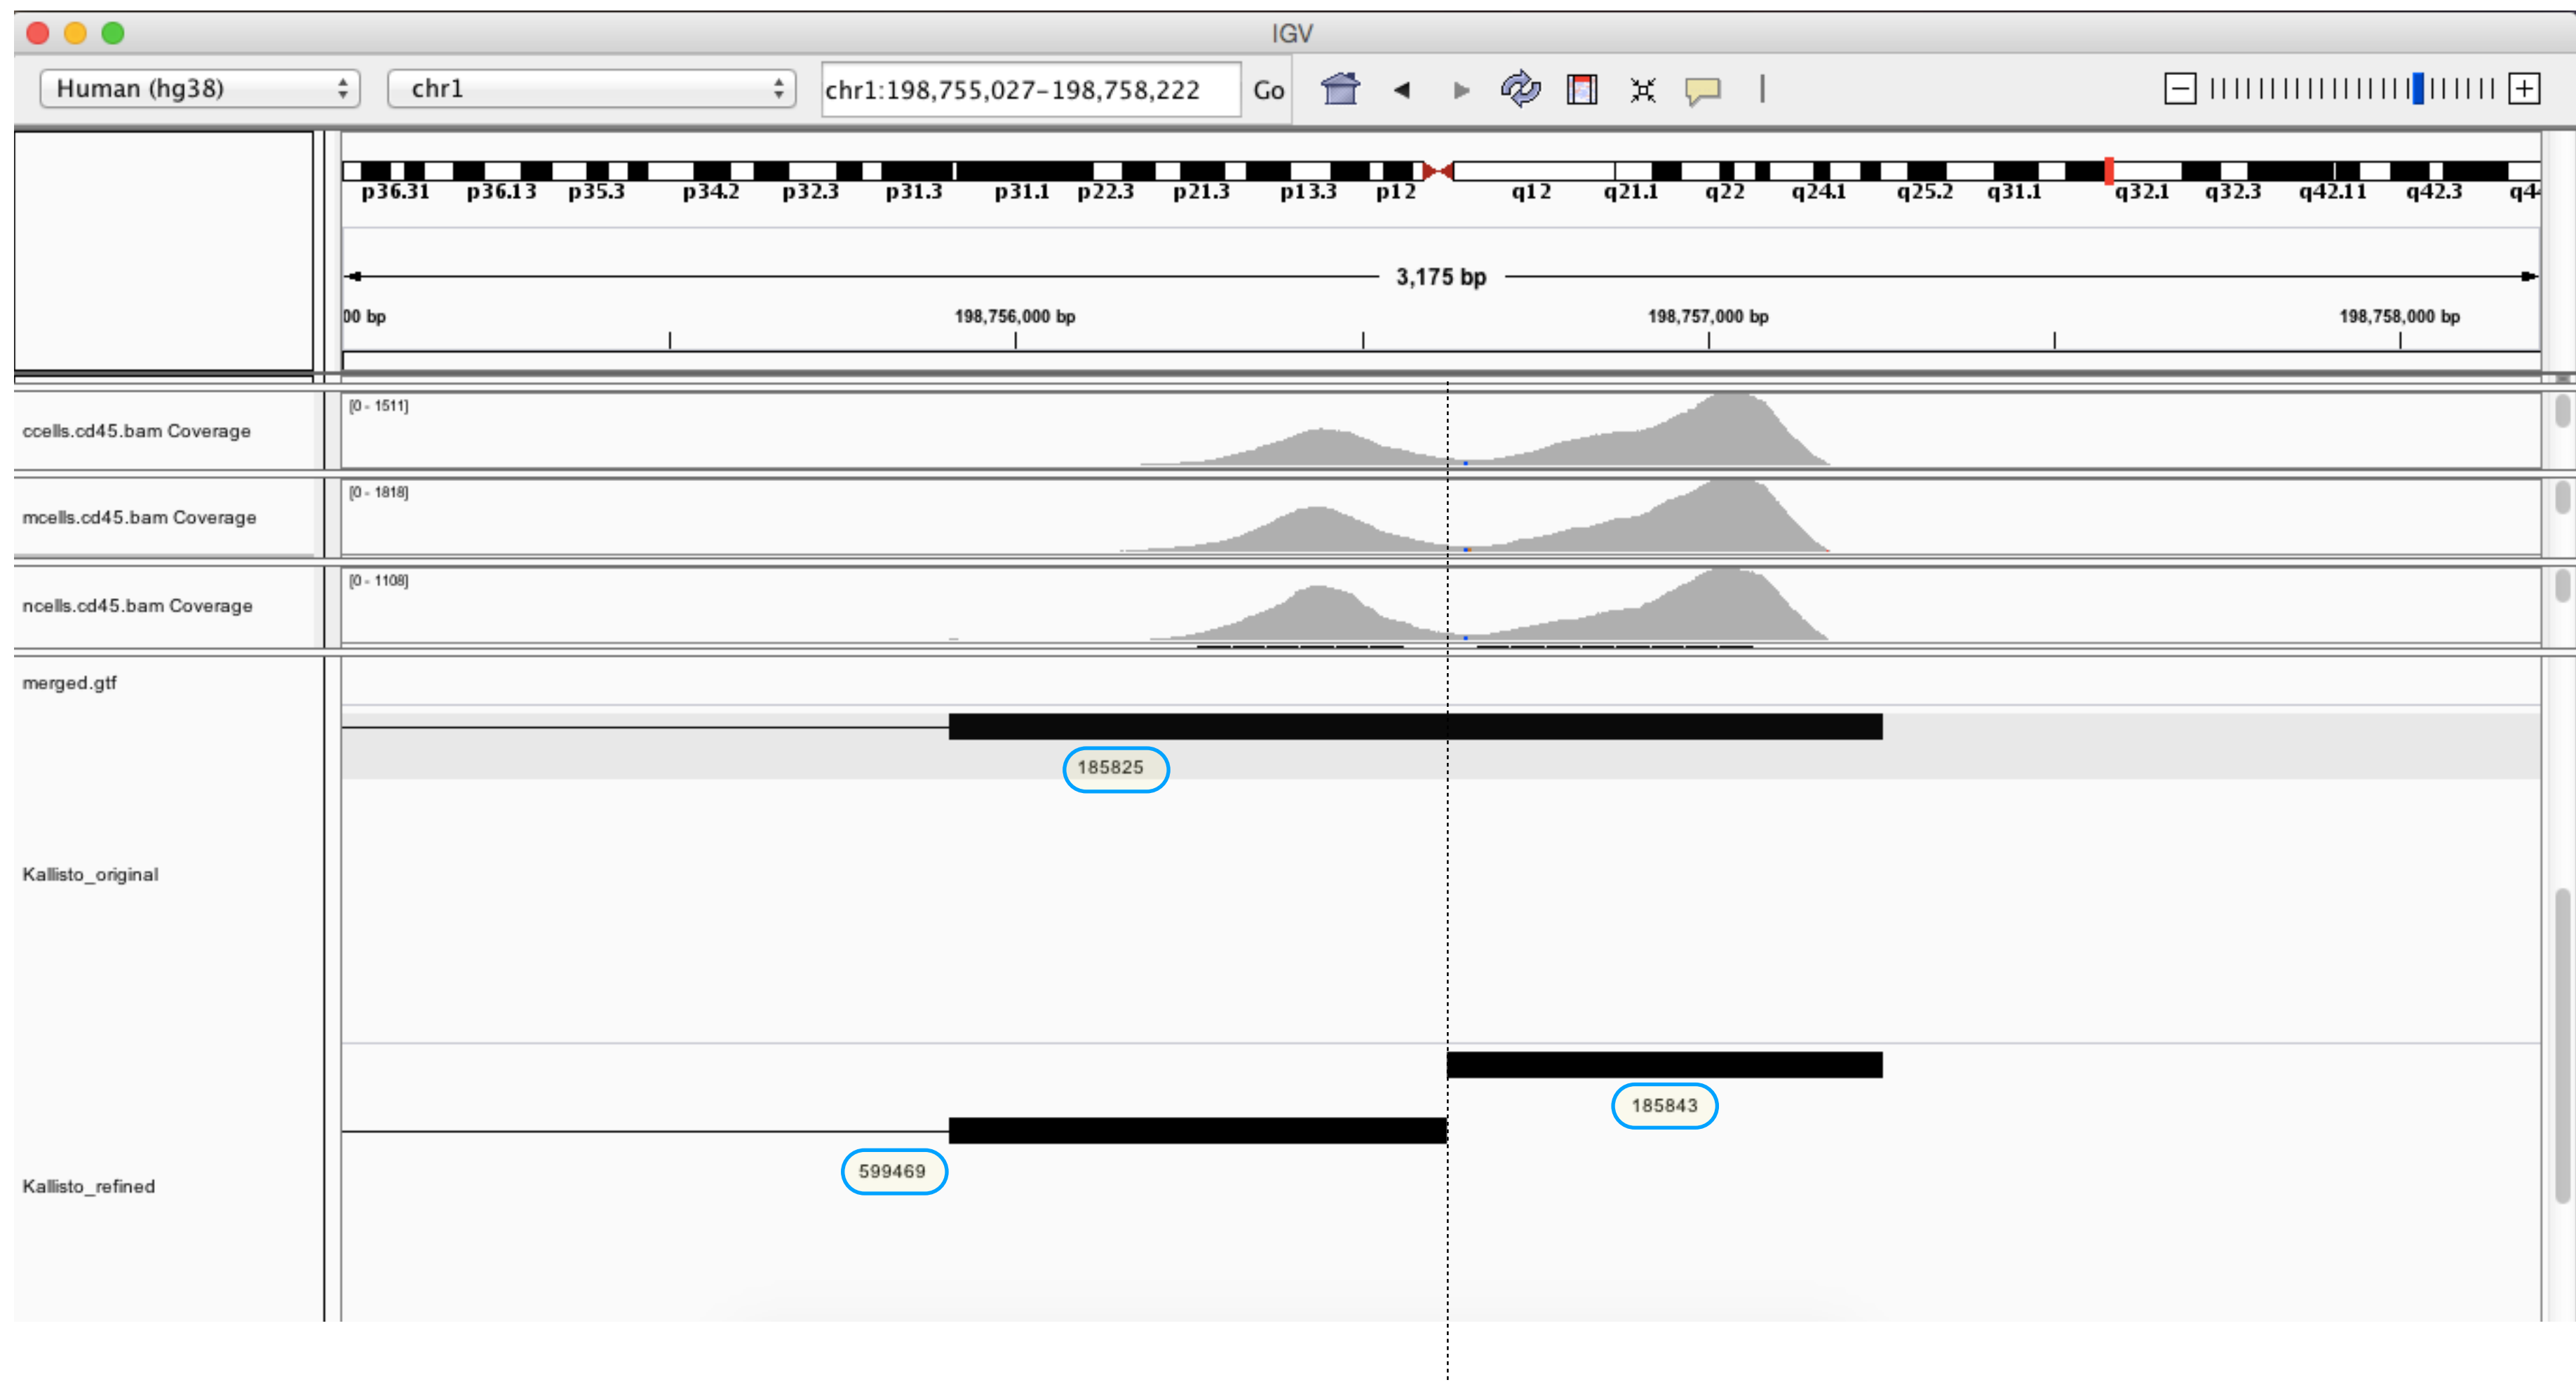 IGV
Human (hg38) chr1 chr1:198,755,027-198,758,222 Go
p36.31 p36.13 p35.3 p34.2 p32.3 p31.3 p31.1 p22.3 p21.3 p13.3 p12 q12 q21.1 q22 q24.1 q25.2 q31.1 q32.1 q32.3 q42.11 q42.3 q44
3,175 bp
00 bp 198,756,000 bp 198,757,000 bp 198,758,000 bp
[0 - 1511]
ccells.cd45.bam Coverage
[0 - 1818]
mcells.cd45.bam Coverage
[0 - 1108]
ncells.cd45.bam Coverage
merged.gtf
185825
Kallisto_original
185843
599469
Kallisto_refined